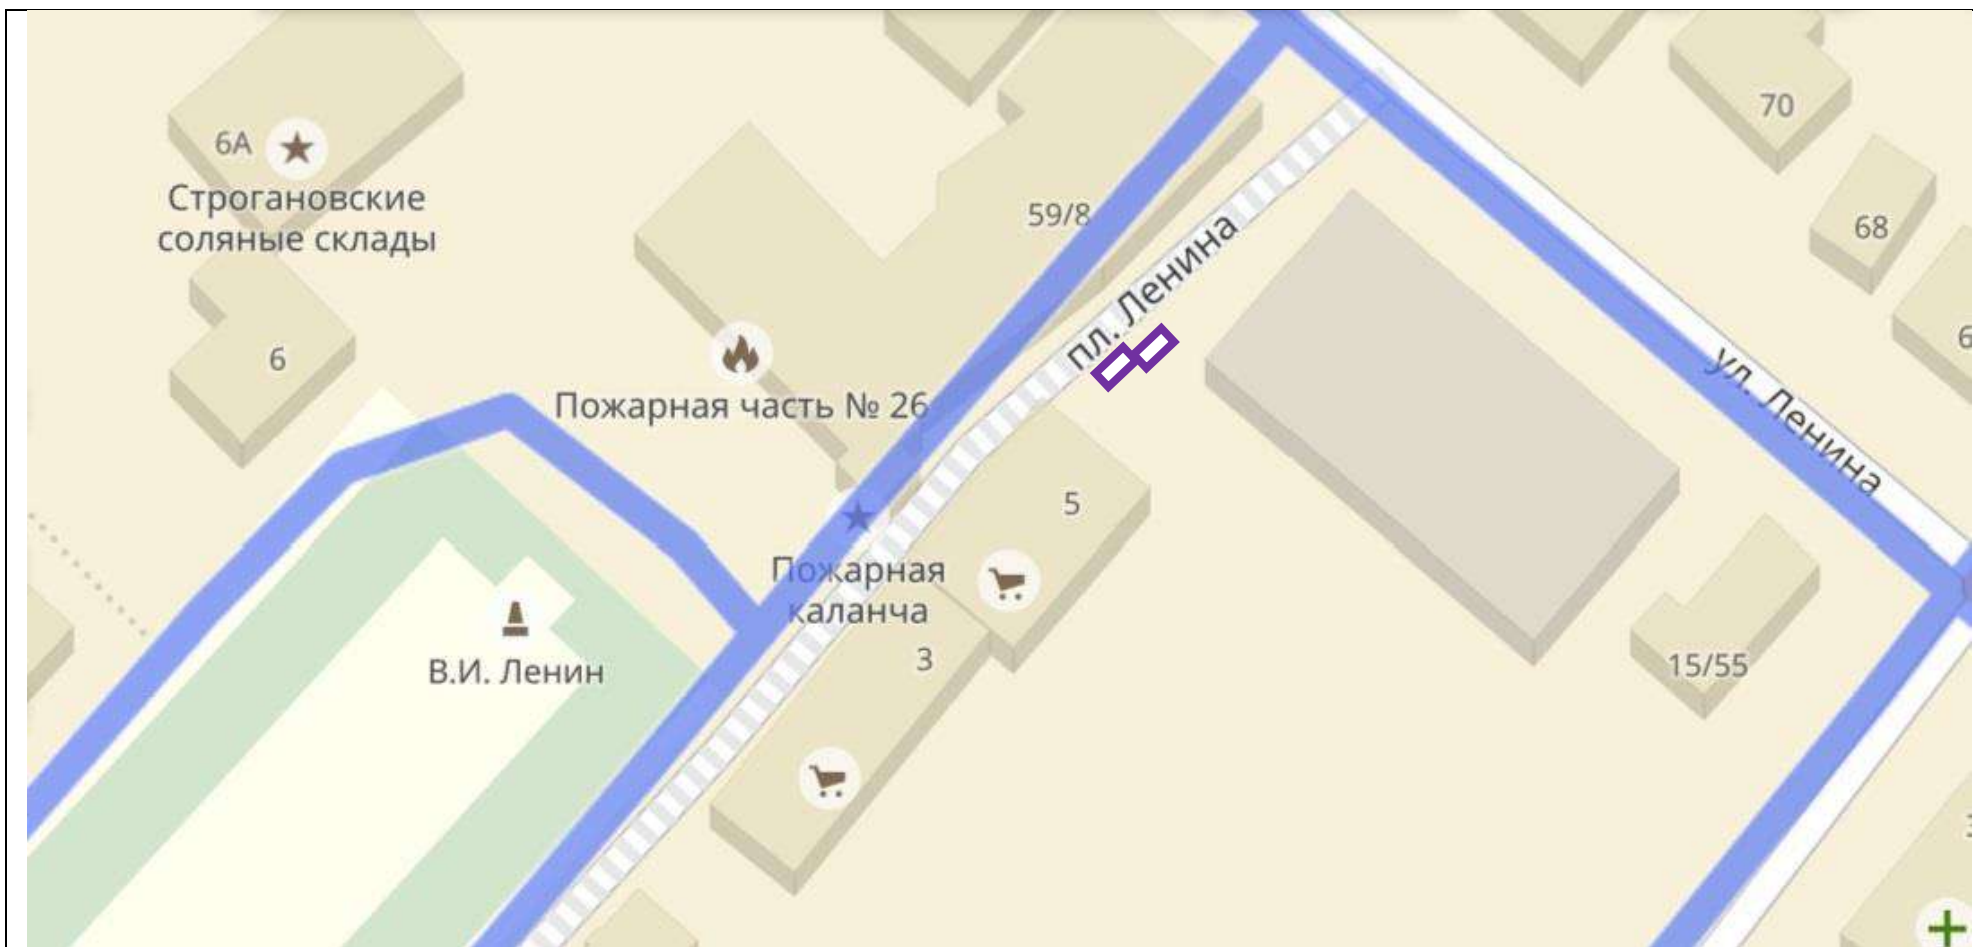 70
6А
Строгановские
соляные склады
59/8
68
пл. Ленина
6
6
ул. Ленина
Пожарная часть № 26
5
Пожарная
каланча
В.И. Ленин
3
15/55